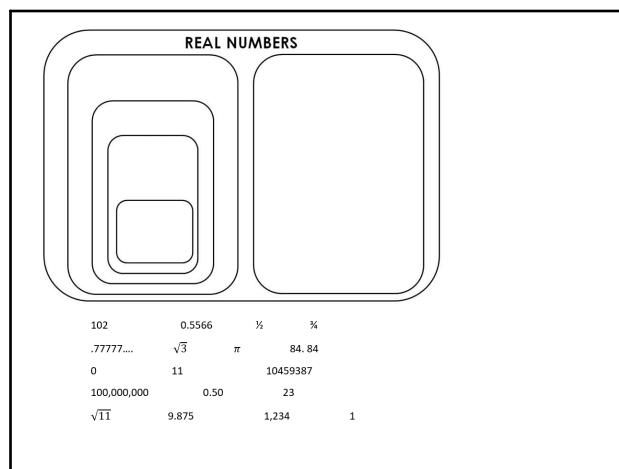 REAL NUMBERS
102 0.5566 ½ ¾
.77777.... √3 π 84. 84
0 11 10459387
100,000,000 0.50 23
√11 9.875 1,234 1